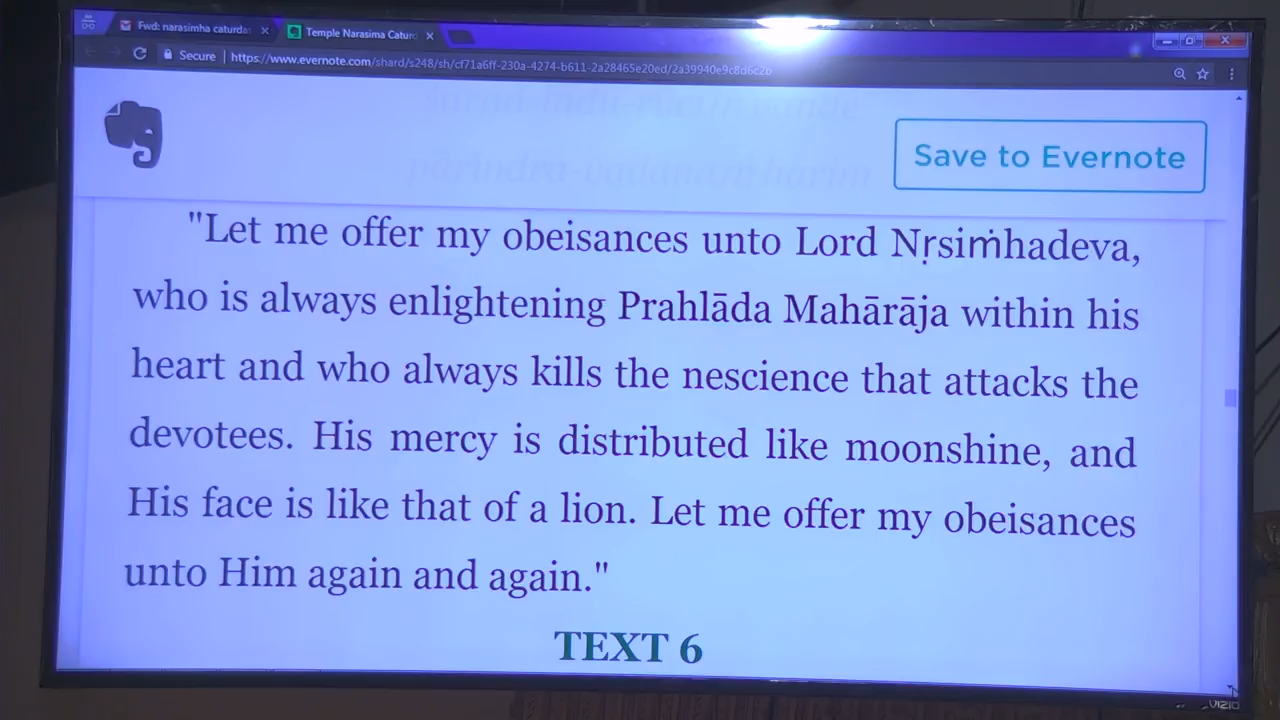 Fwd: narasimha caturda
Temple Narasima Caturd
Secure | https://www.evernote.com/shard/s248/sh/cf71a6ff-230a-4274-b611-2a28465e20ed/2a39940e9c8d6c2b
Save to Evernote
pārīndra-vadanaṁ harim
"Let me offer my obeisances unto Lord Nṛsiṁhadeva,
who is always enlightening Prahlāda Mahārāja within his
heart and who always kills the nescience that attacks the
devotees. His mercy is distributed like moonshine, and
His face is like that of a lion. Let me offer my obeisances
unto Him again and again."
TEXT 6
VIZIO